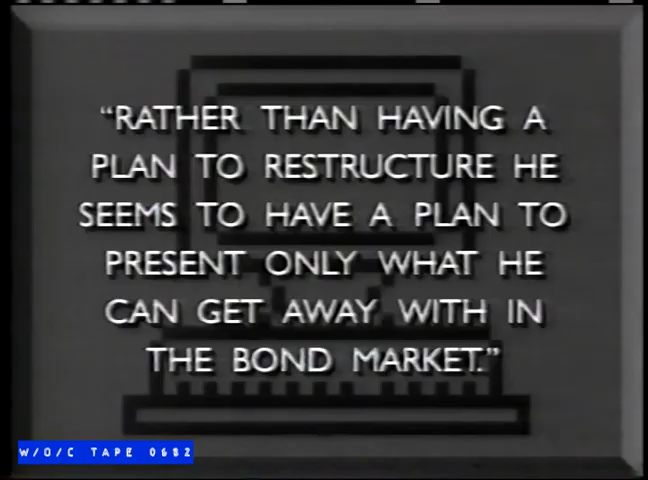 “RATHER THAN HAVING A
PLAN TO RESTRUCTURE HE
SEEMS TO HAVE A PLAN TO
PRESENT ONLY WHAT HE
CAN GET AWAY WITH IN
THE BOND MARKET.”
W/O/C TAPE 0682